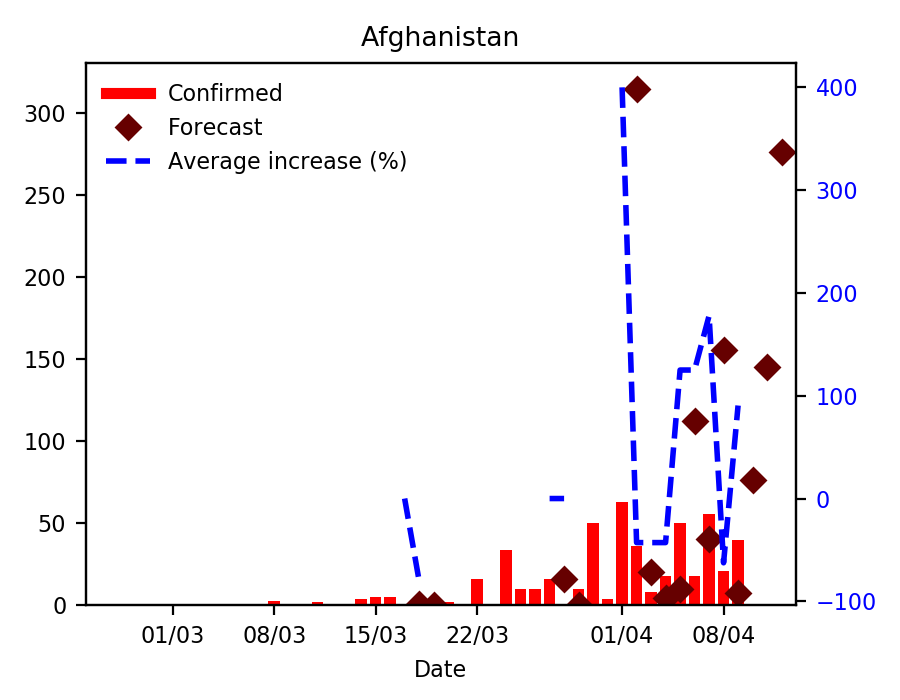 Afghanistan
Confirmed
Forecast
Average increase (%)
300
250
200
150
100
50
0
400
300
200
100
0
−100
01/03 08/03 15/03 22/03 01/04 08/04
Date